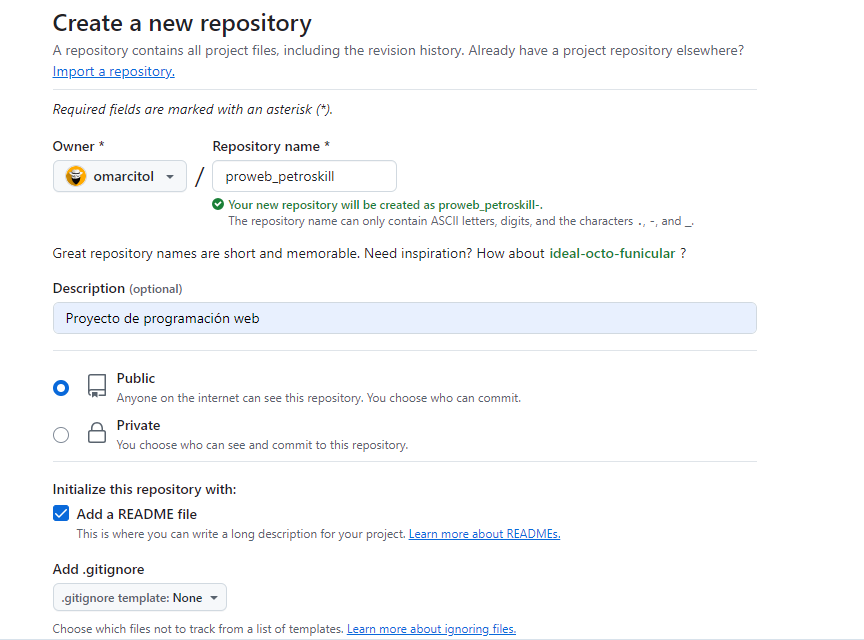 Create a new repository
A repository contains all project files, including the revision history. Already have a project repository elsewhere?
Import a repository.
Required fields are marked with an asterisk (*).
Owner *
Repository name *
omarcitol
/
proweb_petroskill
Your new repository will be created as proweb_petroskill-.
The repository name can only contain ASCII letters, digits, and the characters ., -, and _.
Great repository names are short and memorable. Need inspiration? How about ideal-octo-funicular ?
Description (optional)
Proyecto de programación web
Public
Anyone on the internet can see this repository. You choose who can commit.
Private
You choose who can see and commit to this repository.
Initialize this repository with:
Add a README file
This is where you can write a long description for your project. Learn more about READMEs.
Add .gitignore
.gitignore template: None
Choose which files not to track from a list of templates. Learn more about ignoring files.